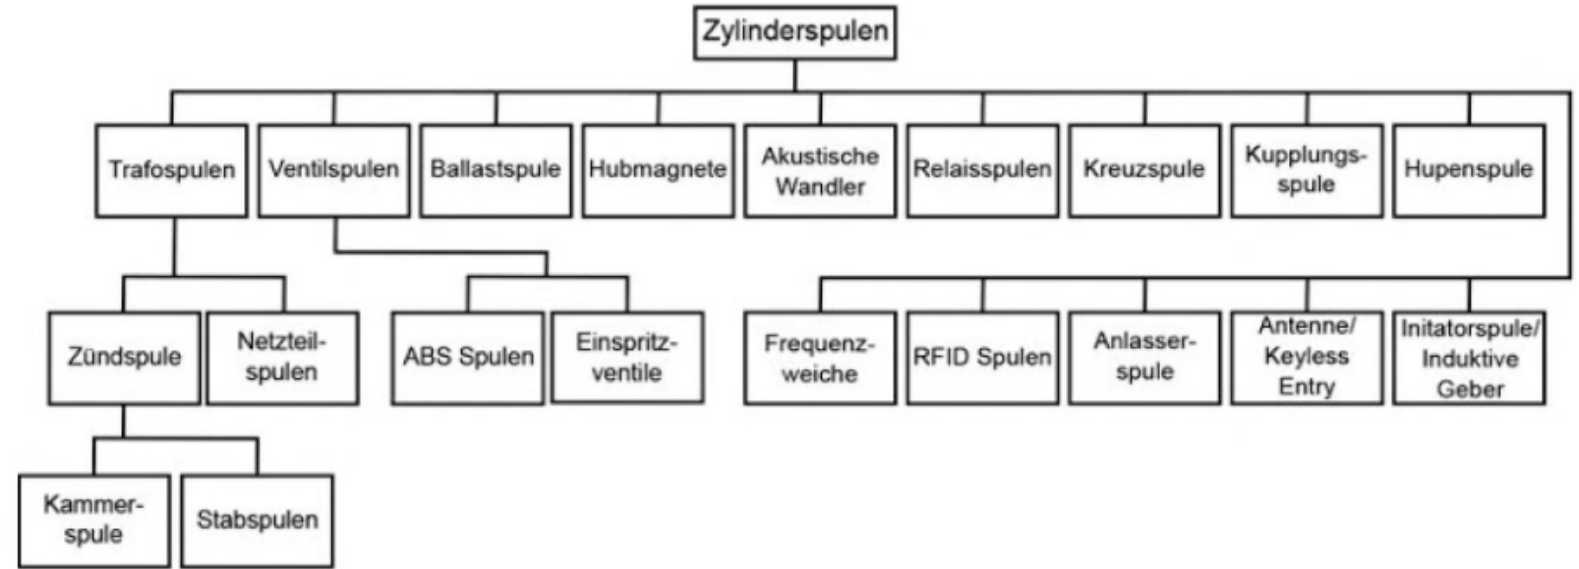 Zylinderspulen
Trafospulen
Ventilspulen
Ballastspule
Hubmagnete
Akustische
Wandler
Relaisspulen
Kreuzspule
Kupplungs-
spule
Hupenspule
Zündspule
Netzteil-
spulen
ABS Spulen
Einspritz-
ventile
Frequenz-
weiche
RFID Spulen
Anlasser-
spule
Antenne/
Keyless
Entry
Initatorspule/
Induktive
Geber
Kammer-
spule
Stabspulen